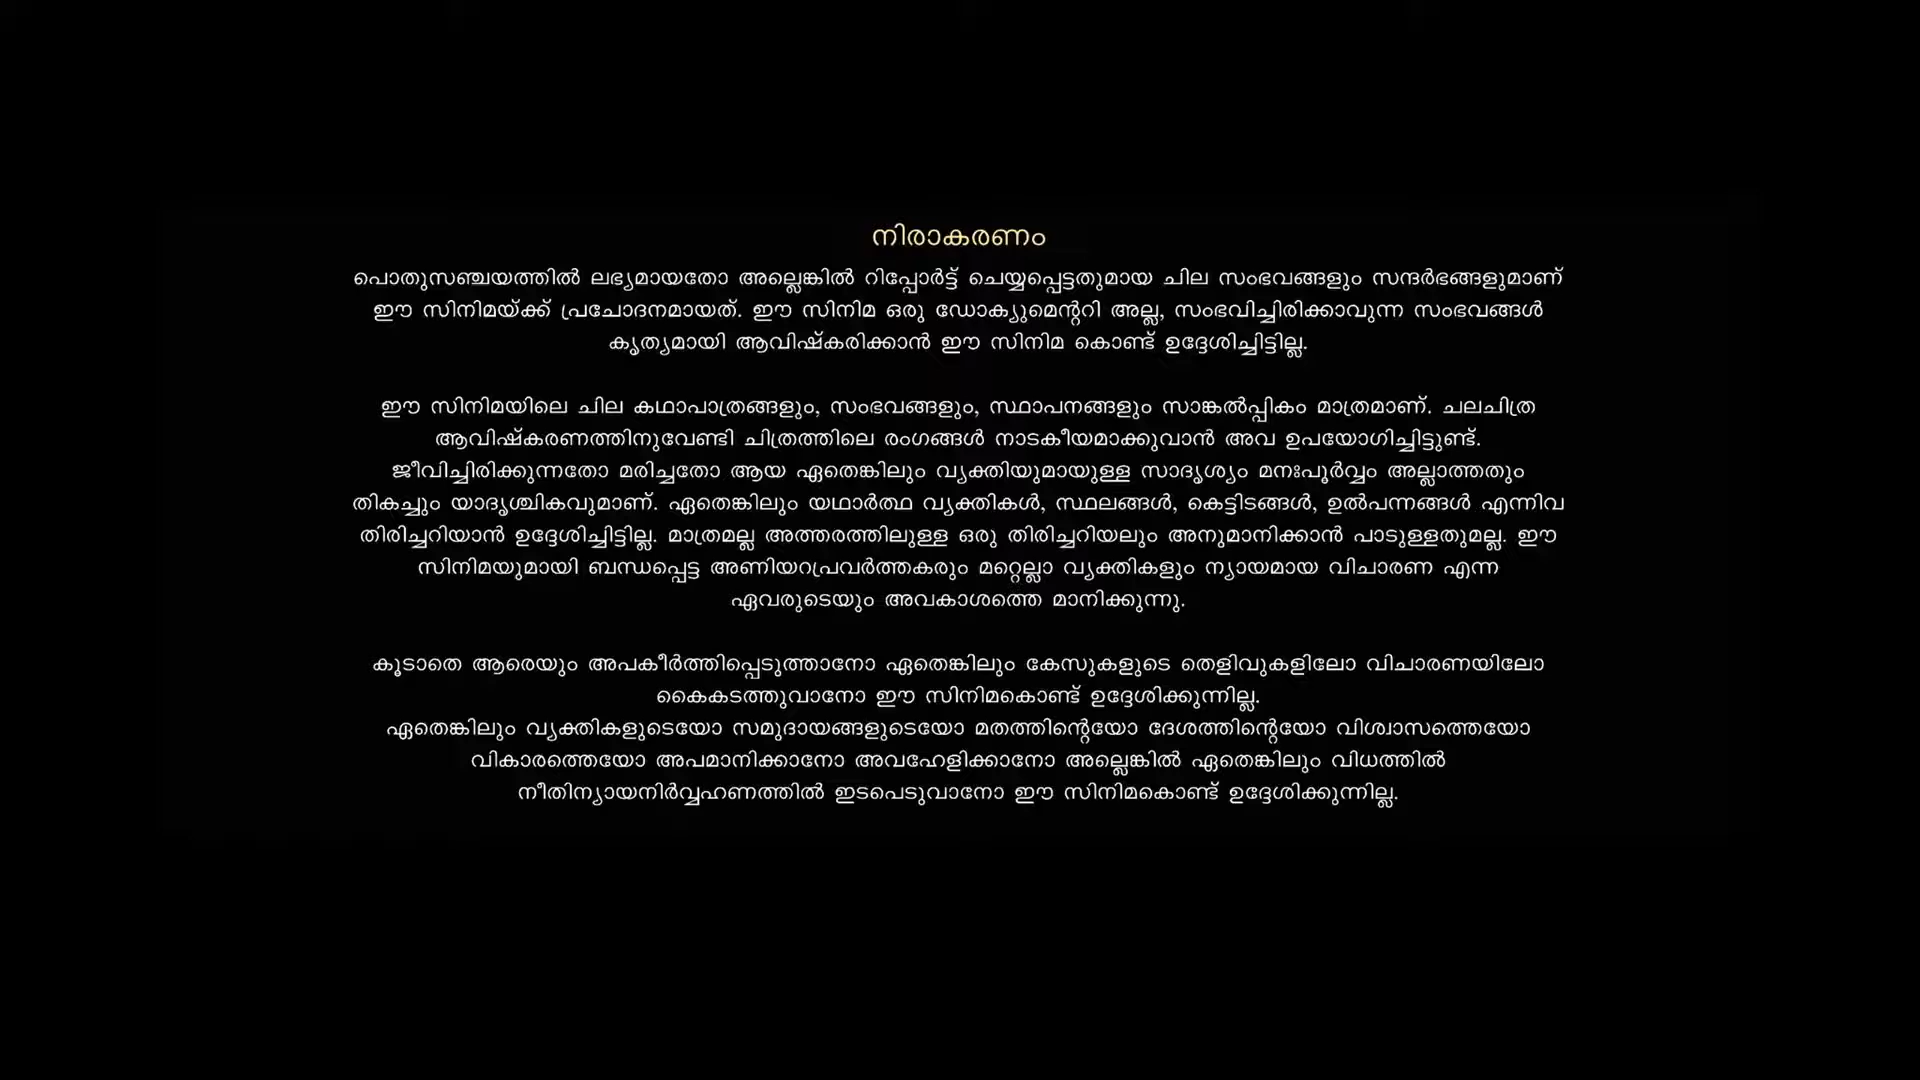 നിരാകരണം
പൊതുസഞ്ചയത്തിൽ ലഭ്യമായതോ അല്ലെങ്കിൽ റിപ്പോർട്ട് ചെയ്യപ്പെട്ടതുമായ ചില സംഭവങ്ങളും സന്ദർഭങ്ങളുമാണ്
ഈ സിനിമയ്ക്ക് പ്രചോദനമായത്. ഈ സിനിമ ഒരു ഡോക്യുമെന്ററി അല്ല, സംഭവിച്ചിരിക്കാവുന്ന സംഭവങ്ങൾ
കൃത്യമായി ആവിഷ്കരിക്കാൻ ഈ സിനിമ കൊണ്ട് ഉദ്ദേശിച്ചിട്ടില്ല.
ഈ സിനിമയിലെ ചില കഥാപാത്രങ്ങളും, സംഭവങ്ങളും, സ്ഥാപനങ്ങളും സാങ്കൽപ്പികം മാത്രമാണ്. ചലചിത്ര
ആവിഷ്കരണത്തിനുവേണ്ടി ചിത്രത്തിലെ രംഗങ്ങൾ നാടകീയമാക്കുവാൻ അവ ഉപയോഗിച്ചിട്ടുണ്ട്.
ജീവിച്ചിരിക്കുന്നതോ മരിച്ചതോ ആയ ഏതെങ്കിലും വ്യക്തിയുമായുള്ള സാദൃശ്യം മനഃപൂർവ്വം അല്ലാത്തതും
തികച്ചും യാദൃശ്ചികവുമാണ്. ഏതെങ്കിലും യഥാർത്ഥ വ്യക്തികൾ, സ്ഥലങ്ങൾ, കെട്ടിടങ്ങൾ, ഉൽപന്നങ്ങൾ എന്നിവ
തിരിച്ചറിയാൻ ഉദ്ദേശിച്ചിട്ടില്ല. മാത്രമല്ല അത്തരത്തിലുള്ള ഒരു തിരിച്ചറിയലും അനുമാനിക്കാൻ പാടുള്ളതുമല്ല. ഈ
സിനിമയുമായി ബന്ധപ്പെട്ട അണിയറപ്രവർത്തകരും മറ്റെല്ലാ വ്യക്തികളും ന്യായമായ വിചാരണ എന്ന
ഏവരുടെയും അവകാശത്തെ മാനിക്കുന്നു.
കൂടാതെ ആരെയും അപകീർത്തിപ്പെടുത്താനോ ഏതെങ്കിലും കേസുകളുടെ തെളിവുകളിലോ വിചാരണയിലോ
കൈകടത്തുവാനോ ഈ സിനിമകൊണ്ട് ഉദ്ദേശിക്കുന്നില്ല.
ഏതെങ്കിലും വ്യക്തികളുടെയോ സമുദായങ്ങളുടെയോ മതത്തിന്റെയോ ദേശത്തിന്റെയോ വിശ്വാസത്തെയോ
വികാരത്തെയോ അപമാനിക്കാനോ അവഹേളിക്കാനോ അല്ലെങ്കിൽ ഏതെങ്കിലും വിധത്തിൽ
നീതിന്യായനിർവ്വഹണത്തിൽ ഇടപെടുവാനോ ഈ സിനിമകൊണ്ട് ഉദ്ദേശിക്കുന്നില്ല.